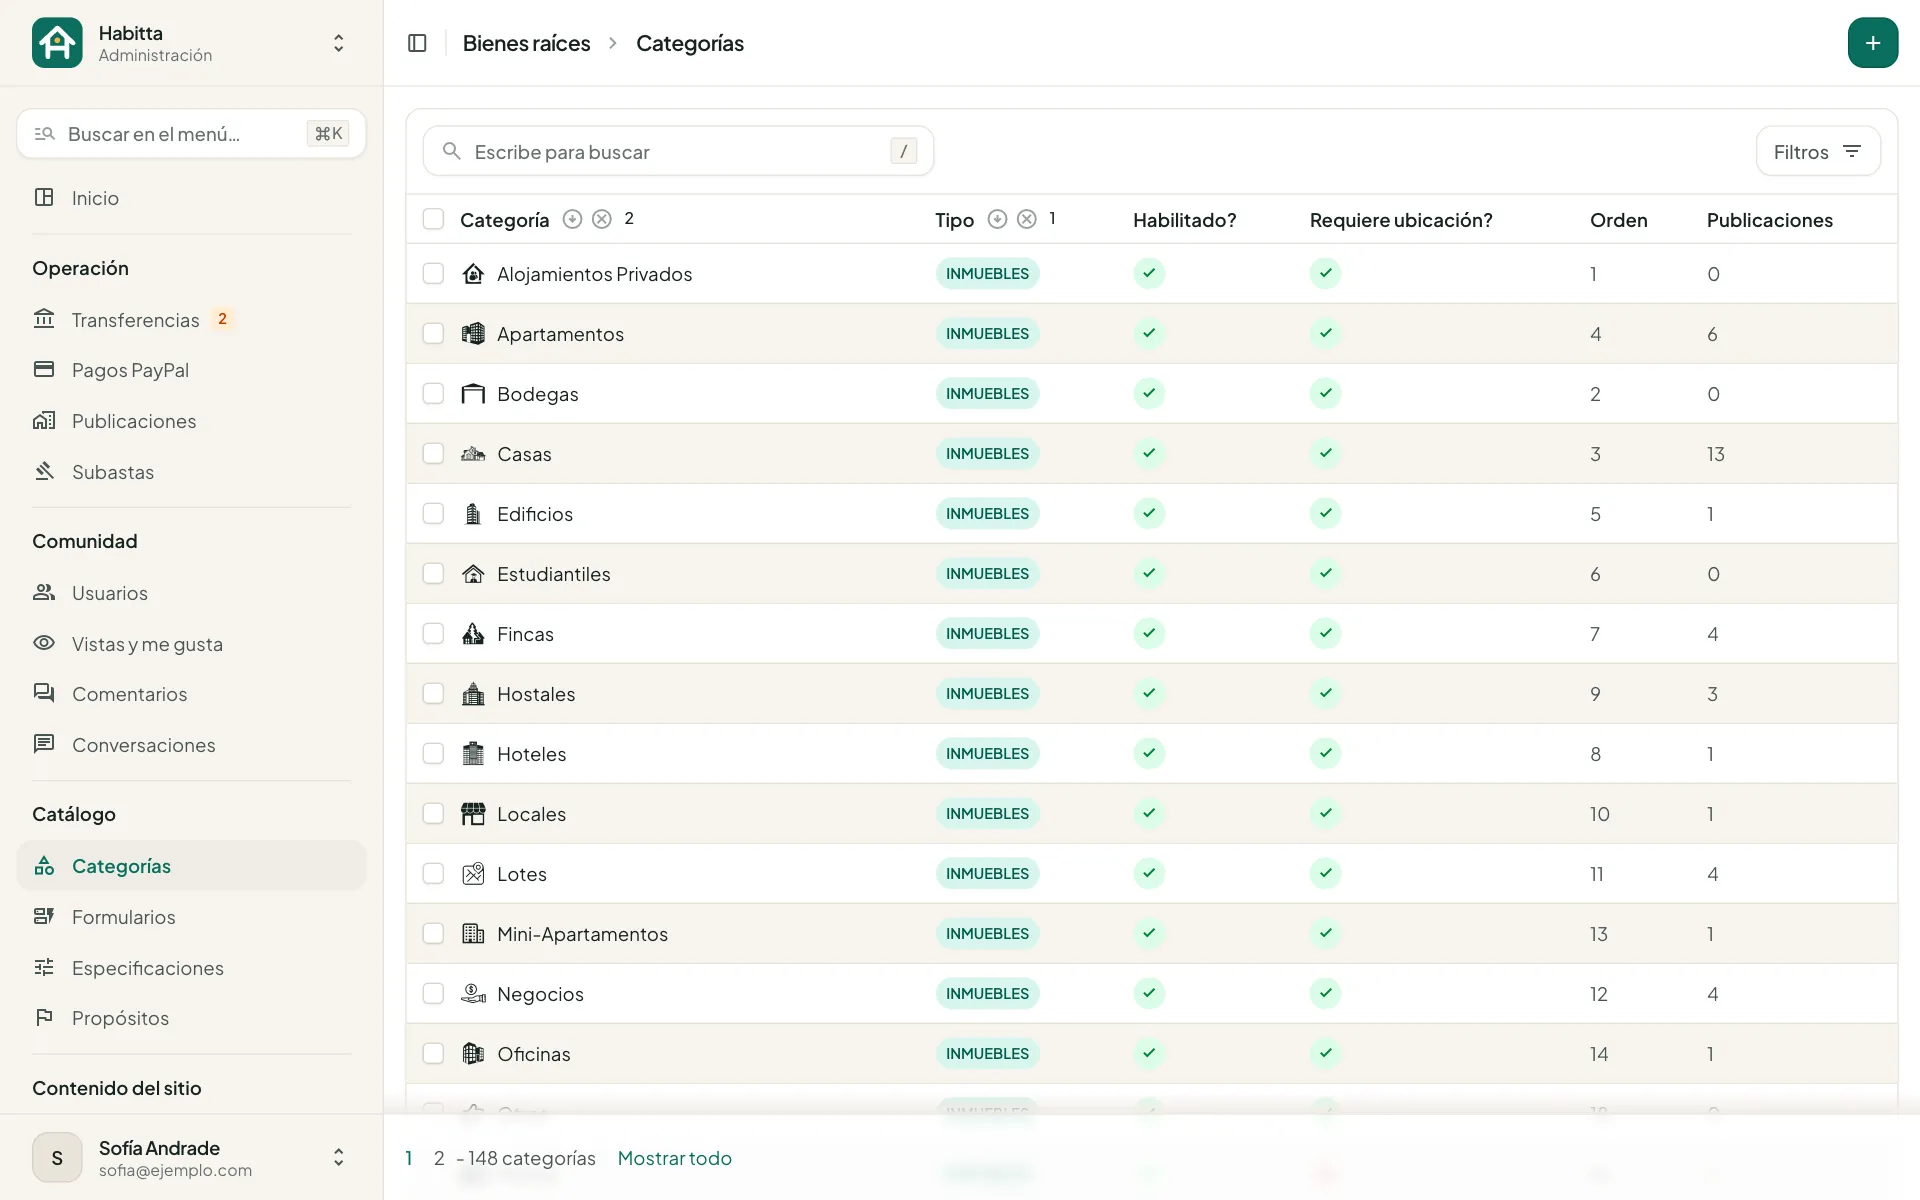 Habitta
Administración
Buscar en el menú...
⌘K
Inicio
Operación
Transferencias 2
Pagos PayPal
Publicaciones
Subastas
Comunidad
Usuarios
Vistas y me gusta
Comentarios
Conversaciones
Catálogo
Categorías
Formularios
Especificaciones
Propósitos
Contenido del sitio
S
Sofía Andrade
sofia@ejemplo.com
Bienes raíces > Categorías
+
Escribe para buscar /
Filtros
Categoría 2 Tipo 1 Habilitado? Requiere ubicación? Orden Publicaciones
Alojamientos Privados INMUEBLES 1 0
Apartamentos INMUEBLES 4 6
Bodegas INMUEBLES 2 0
Casas INMUEBLES 3 13
Edificios INMUEBLES 5 1
Estudiantiles INMUEBLES 6 0
Fincas INMUEBLES 7 4
Hostales INMUEBLES 9 3
Hoteles INMUEBLES 8 1
Locales INMUEBLES 10 1
Lotes INMUEBLES 11 4
Mini-Apartamentos INMUEBLES 13 1
Negocios INMUEBLES 12 4
Oficinas INMUEBLES 14 1
1 2 - 148 categorías Mostrar todo